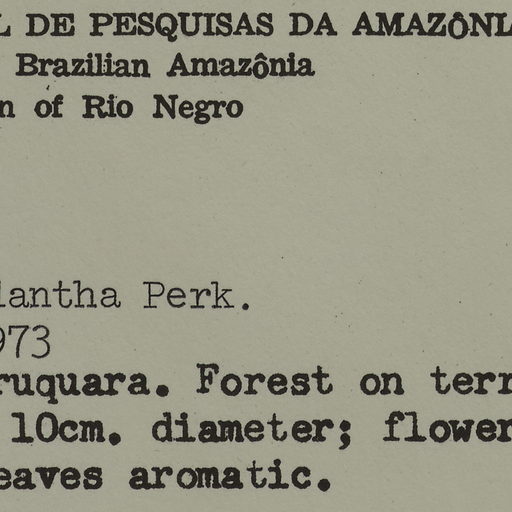 L DE PESQUISAS DA AMAZÔNI
Brazilian Amazônia
n of Rio Negro
lantha Perk.
973
ruquara. Forest on terr
10cm. diameter; flower
eaves aromatic.